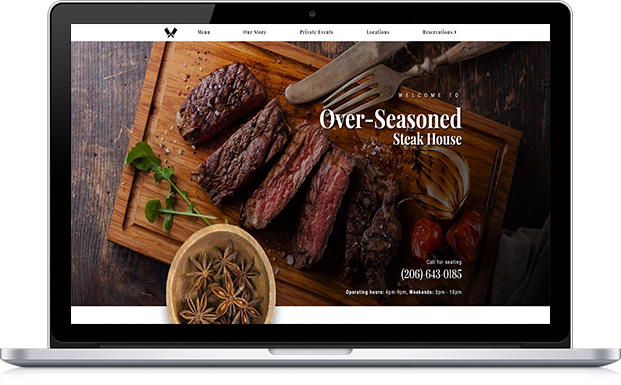 Menu Our Story Private Events Locations Reservations >
WELCOME TO
Over-Seasoned
Steak House
Call for seating
(206) 643-0185
Operating hours: 4pm-9pm, Weekends: 3pm - 10pm